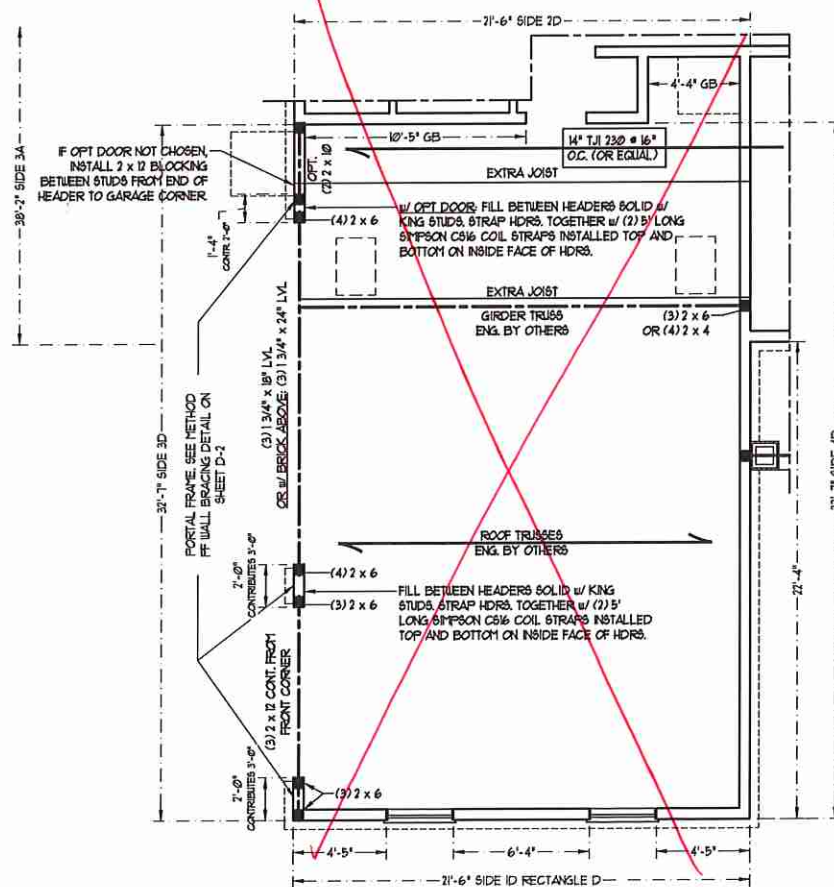 21'-6" SIDE 2D
4'-4" GB
10'-5" GB
14" TJI 230 @ 16"
O.C. (OR EQUAL)
38'-2" SIDE 3A
IF OPT DOOR NOT CHOSEN,
INSTALL 2 x 12 BLOCKING
BETWEEN STUDS FROM END OF
HEADER TO GARAGE CORNER.
OPT.
(2) 2 x 10
EXTRA JOIST
w/ OPT DOOR: FILL BETWEEN HEADERS SOLID w/
KING STUDS. STRAP HDRS. TOGETHER w/ (2) 5' LONG
SIMPSON CS16 COIL STRAPS INSTALLED TOP AND
BOTTOM ON INSIDE FACE OF HDRS.
(4) 2 x 6
1'-4"
CONTR. 2'-0"
EXTRA JOIST
GIRDER TRUSS
ENG. BY OTHERS
(3) 2 x 6
OR (4) 2 x 4
(3) 1 3/4" x 18" LVL
OR w/ BRICK ABOVE: (3) 1 3/4" x 24" LVL
PORTAL FRAME. SEE METHOD
PF WALL BRACING DETAIL ON
SHEET D-2
32'-7" SIDE 3D
ROOF TRUSSES
ENG. BY OTHERS
22'-4"
2'-0"
CONTRIBUTES 3'-0"
(4) 2 x 6
(3) 2 x 6
FILL BETWEEN HEADERS SOLID w/ KING
STUDS. STRAP HDRS. TOGETHER w/ (2) 5'
LONG SIMPSON CS16 COIL STRAPS INSTALLED
TOP AND BOTTOM ON INSIDE FACE OF HDRS.
(3) 2 x 12 CONT. FROM
FRONT CORNER
2'-0"
CONTRIBUTES 3'-0"
(3) 2 x 6
4'-5"
6'-4"
4'-5"
21'-6" SIDE 1D RECTANGLE D